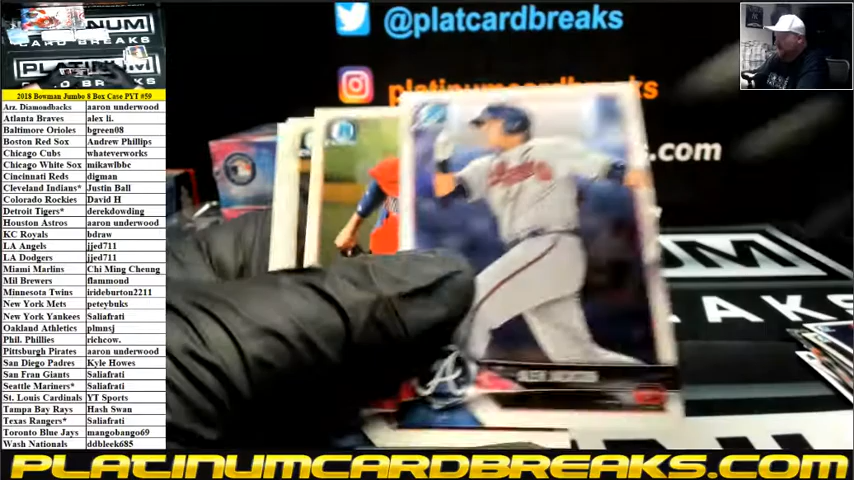 @platcardbreaks
platinumcardbreaks
s.com
NUM
CARD BREAKS
PLATINUM
2018 Bowman Jumbo 8 Box Case PYT #59
Arz. Diamondbacks aaron underwood
Atlanta Braves alex li.
Baltimore Orioles bgreen08
Boston Red Sox Andrew Phillips
Chicago Cubs whateverworks
Chicago White Sox mikawlbbc
Cincinnati Reds digman
Cleveland Indians* Justin Ball
Colorado Rockies David H
Detroit Tigers* derekdowding
Houston Astros aaron underwood
KC Royals bdraw
LA Angels jjed711
LA Dodgers jjed711
Miami Marlins Chi Ming Cheung
Mil Brewers flammond
Minnesota Twins irideburton2211
New York Mets peteybuks
New York Yankees Saliafrati
Oakland Athletics plmnsj
Phil. Phillies richcow.
Pittsburgh Pirates aaron underwood
San Diego Padres Kyle Howes
San Fran Giants Saliafrati
Seattle Mariners* Saliafrati
St. Louis Cardinals YT Sports
Tampa Bay Rays Hash Swan
Texas Rangers* Saliafrati
Toronto Blue Jays mangobango69
Wash Nationals ddbleek685
PLATINUMCARDBREAKS.COM